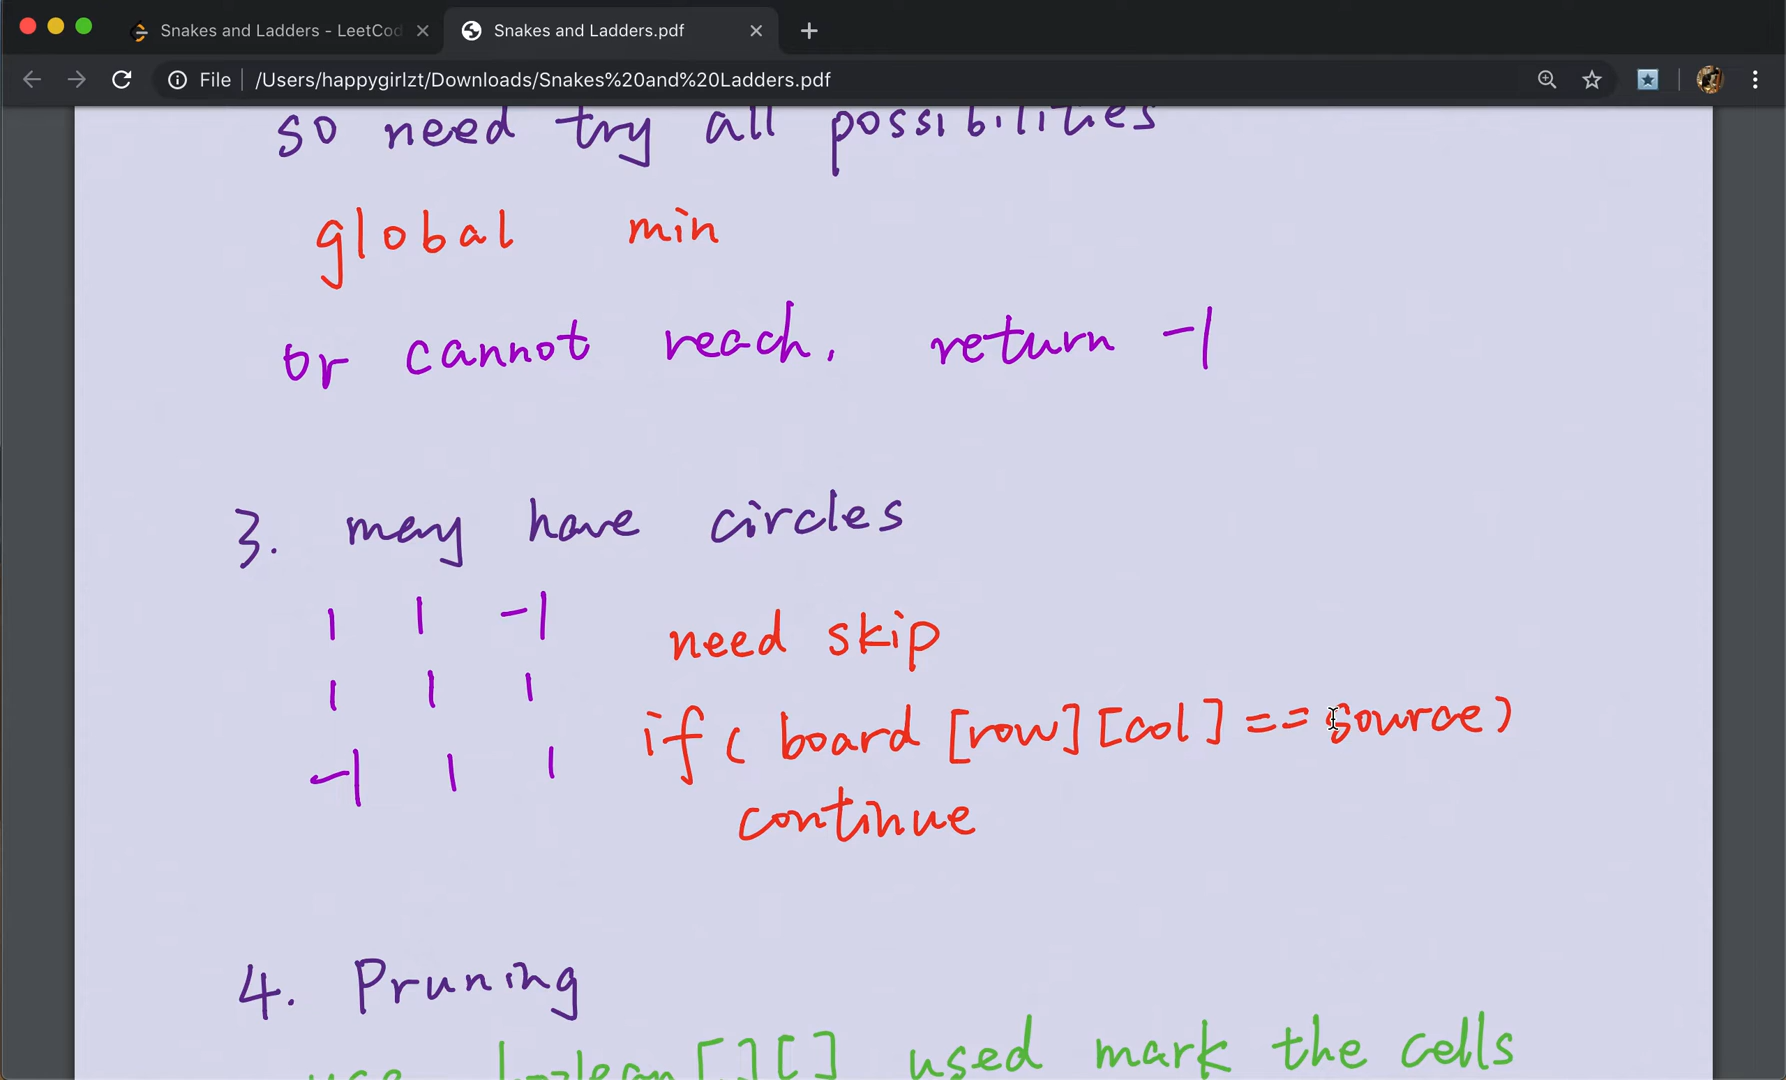 Snakes and Ladders - LeetCod
Snakes and Ladders.pdf
File
/Users/happygirlzt/Downloads/Snakes%20and%20Ladders.pdf
so need try all possibilities
global min
or cannot reach, return -1
3. may have circles
1 1 -1
need skip
1 1 1
if ( board [row][col] == source)
-1 1 1
continue
4. Pruning
use boolean[][] used mark the cells